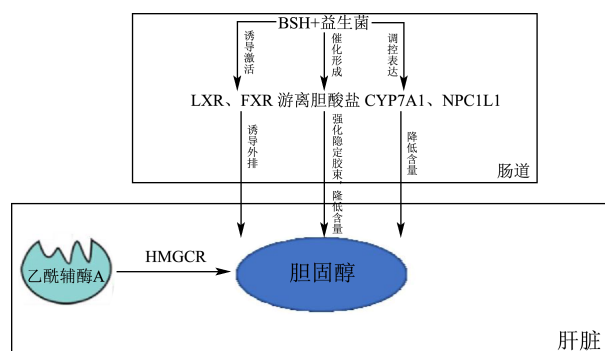 BSH+益生菌
诱导激活
催化形成
调控表达
LXR、FXR 游离胆酸盐 CYP7A1、NPC1L1
诱导外排
强化隐定胶束，降低含量
降低含量
肠道
乙酰辅酶A
HMGCR
胆固醇
肝脏